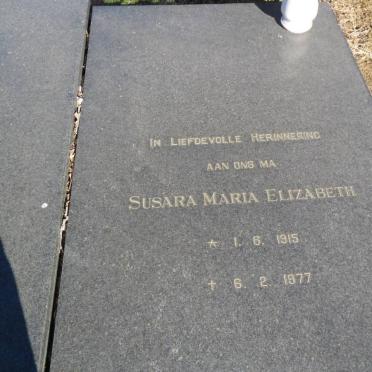 In Liefdevolle Herinnering
aan ons ma
Susara Maria Elizabeth
* 1. 6. 1915
† 6. 2. 1977